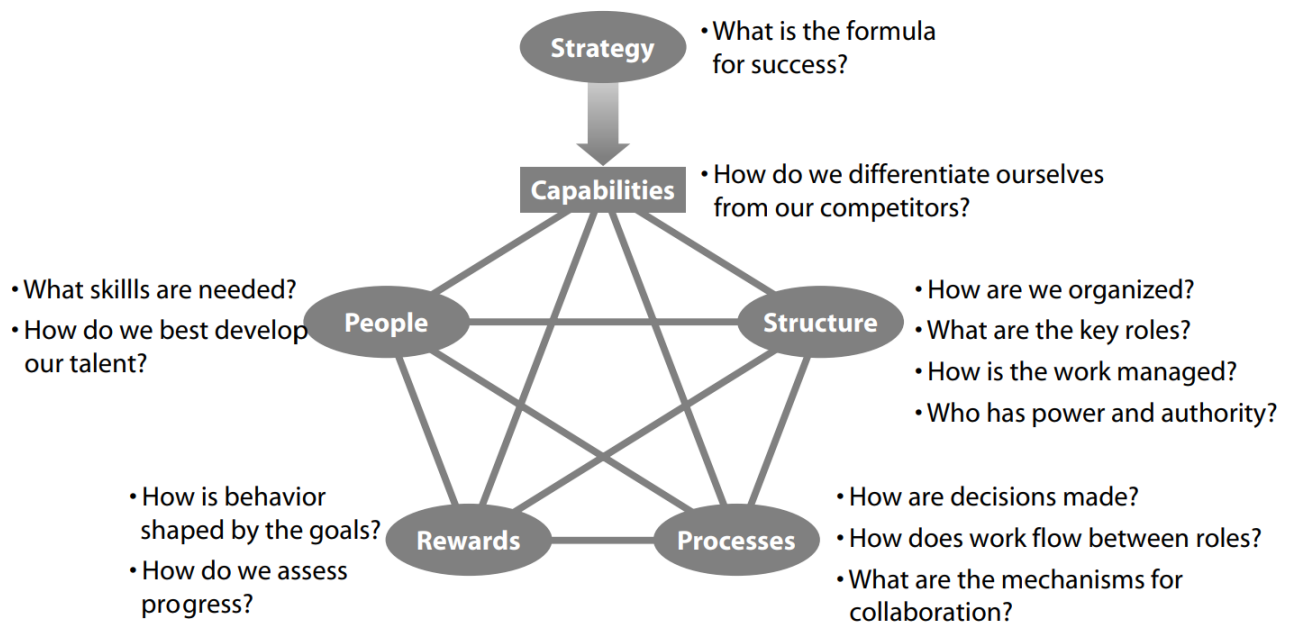 Strategy
• What is the formula
for success?
Capabilities
• How do we differentiate ourselves
from our competitors?
• What skillls are needed?
• How do we best develop
our talent?
People
Structure
• How are we organized?
• What are the key roles?
• How is the work managed?
• Who has power and authority?
• How is behavior
shaped by the goals?
• How do we assess
progress?
Rewards
Processes
• How are decisions made?
• How does work flow between roles?
• What are the mechanisms for
collaboration?